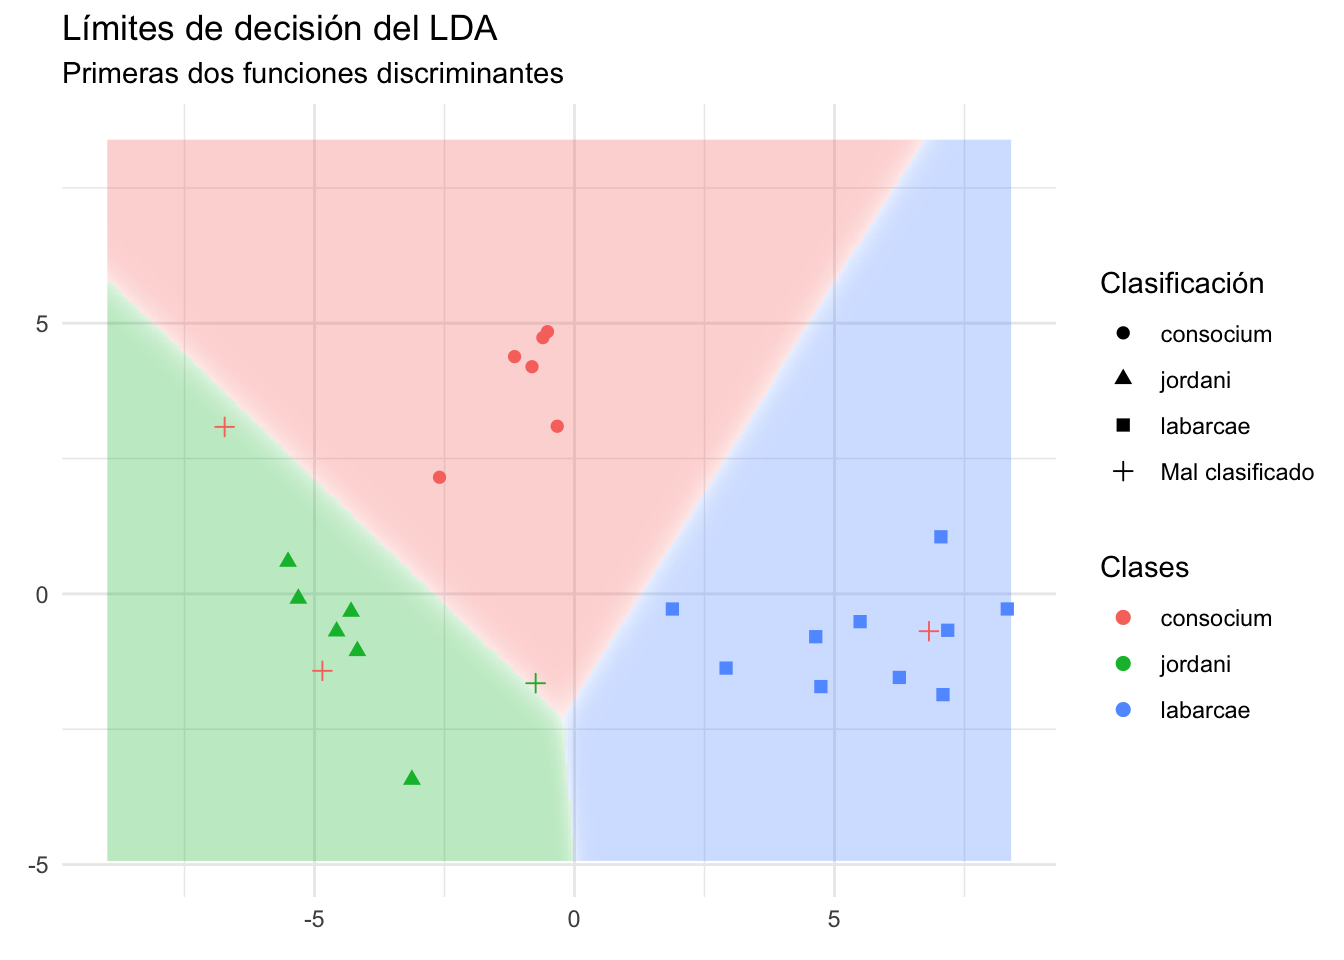 Límites de decisión del LDA
Primeras dos funciones discriminantes
5
0
-5
-5
0
5
Clasificación
consocium
jordani
labarcae
Mal clasificado
Clases
consocium
jordani
labarcae